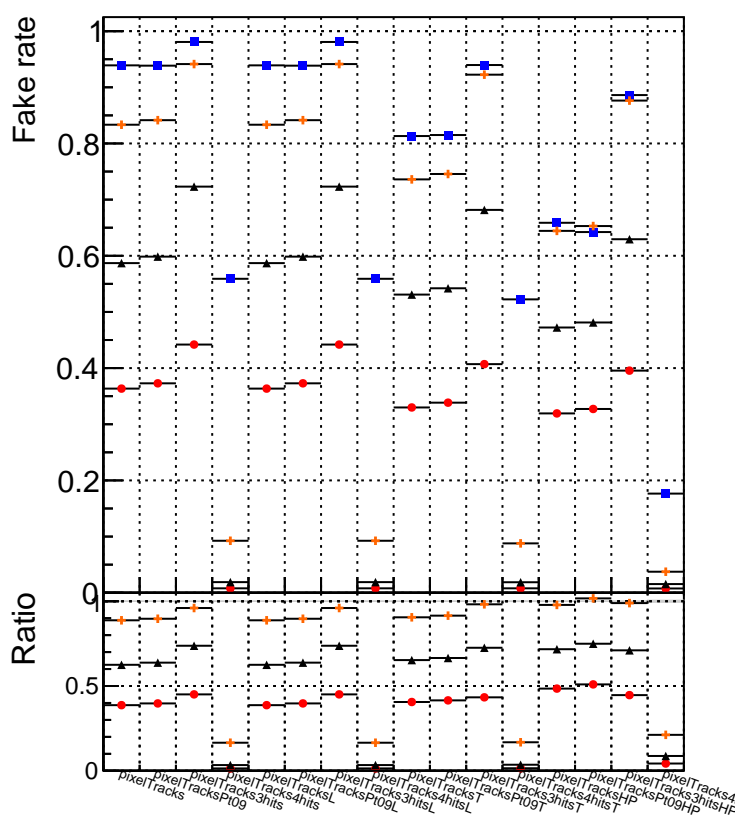 Fake rate
1
0.8
0.6
0.4
0.2
0
Ratio
1
0.5
0
pixelTracks
pixelTracksPt09
pixelTracks3hits
pixelTracks4hits
pixelTracksL
pixelTracksPt09L
pixelTracks3hitsL
pixelTracks4hitsL
pixelTracksT
pixelTracksPt09T
pixelTracks3hitsT
pixelTracks4hitsT
pixelTracksHP
pixelTracksPt09HP
pixelTracks3hitsHP
pixelTracks4